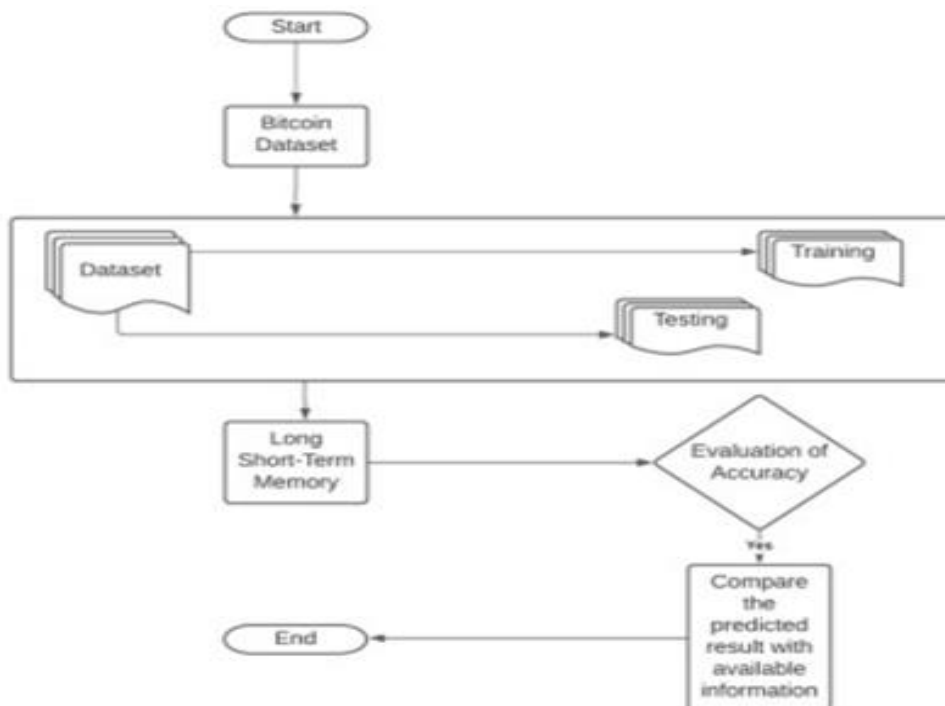 Start
Bitcoin
Dataset
Dataset
Training
Testing
Long
Short-Term
Memory
Evaluation of
Accuracy
Yes
Compare
the
predicted
result with
available
information
End